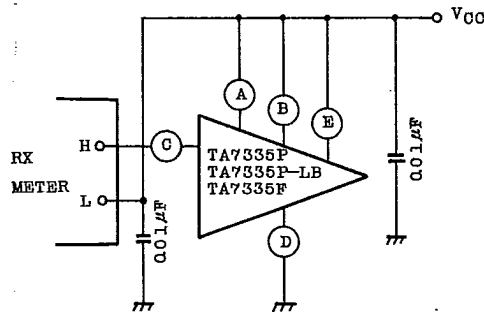 VCC
A
B
E
H
C
RX
METER
L
TA7335P
TA7335P-LB
TA7335F
D
0.01μF
0.01μF